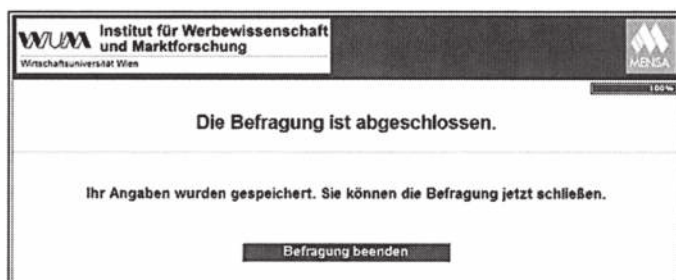 WUW Institut für Werbewissenschaft
und Marktforschung
Wirtschaftsuniversität Wien
MENSA
100%
Die Befragung ist abgeschlossen.
Ihr Angaben wurden gespeichert. Sie können die Befragung jetzt schließen.
Befragung beenden